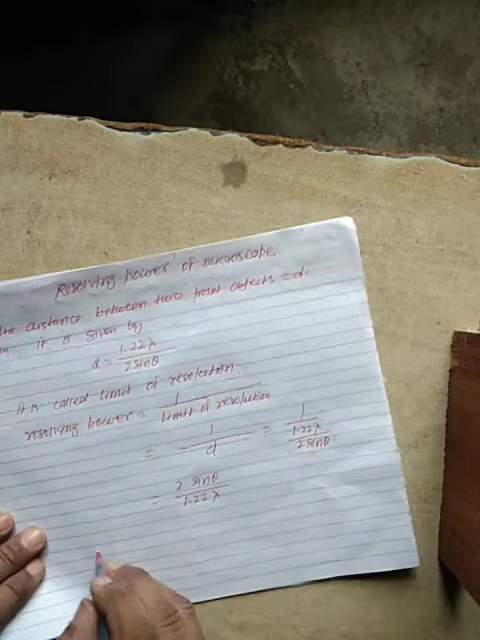 Resolving power of microscope
the distance between two point objects = d.
it is given by
d = 1.22λ / 2 sinθ
It is called limit of resolution.
resolving power = 1 / limit of resolution
= 1 / d = 1 / (1.22λ / 2 sinθ)
= 2 sinθ / 1.22 λ